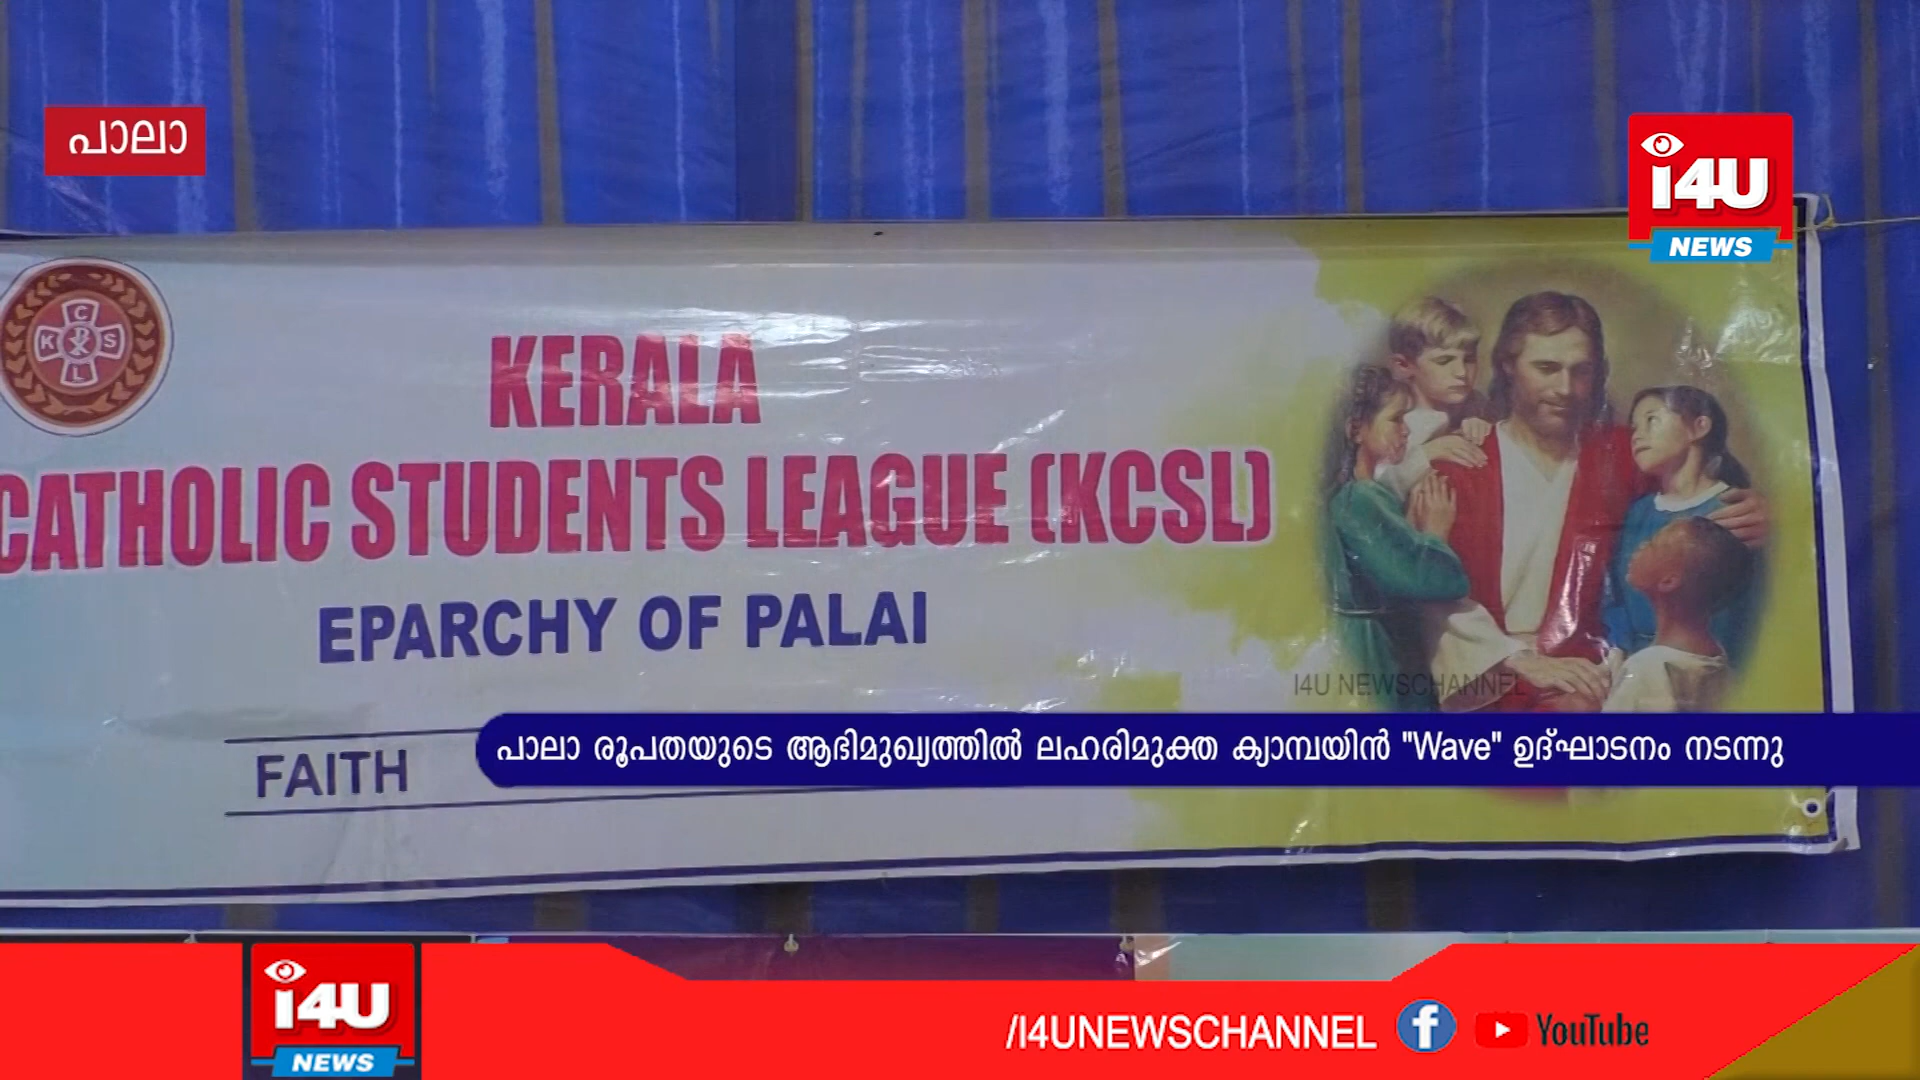 പാലാ
i4U
NEWS
C
K S
L
KERALA
CATHOLIC STUDENTS LEAGUE (KCSL)
EPARCHY OF PALAI
I4U NEWSCHANNEL
FAITH
പാലാ രൂപതയുടെ ആഭിമുഖ്യത്തിൽ ലഹരിമുക്ത ക്യാമ്പയിൻ "Wave" ഉദ്ഘാടനം നടന്നു
i4U
NEWS
/I4UNEWSCHANNEL
YouTube